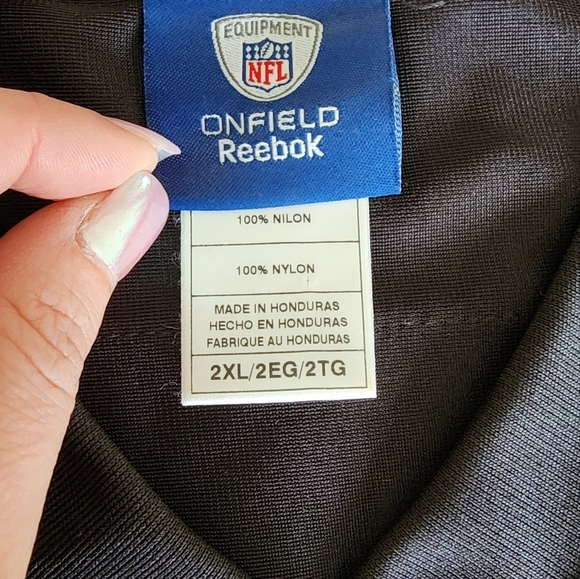 EQUIPMENT
NFL
ONFIELD
Reebok
100% NILON
100% NYLON
MADE IN HONDURAS
HECHO EN HONDURAS
FABRIQUE AU HONDURAS
2XL/2EG/2TG